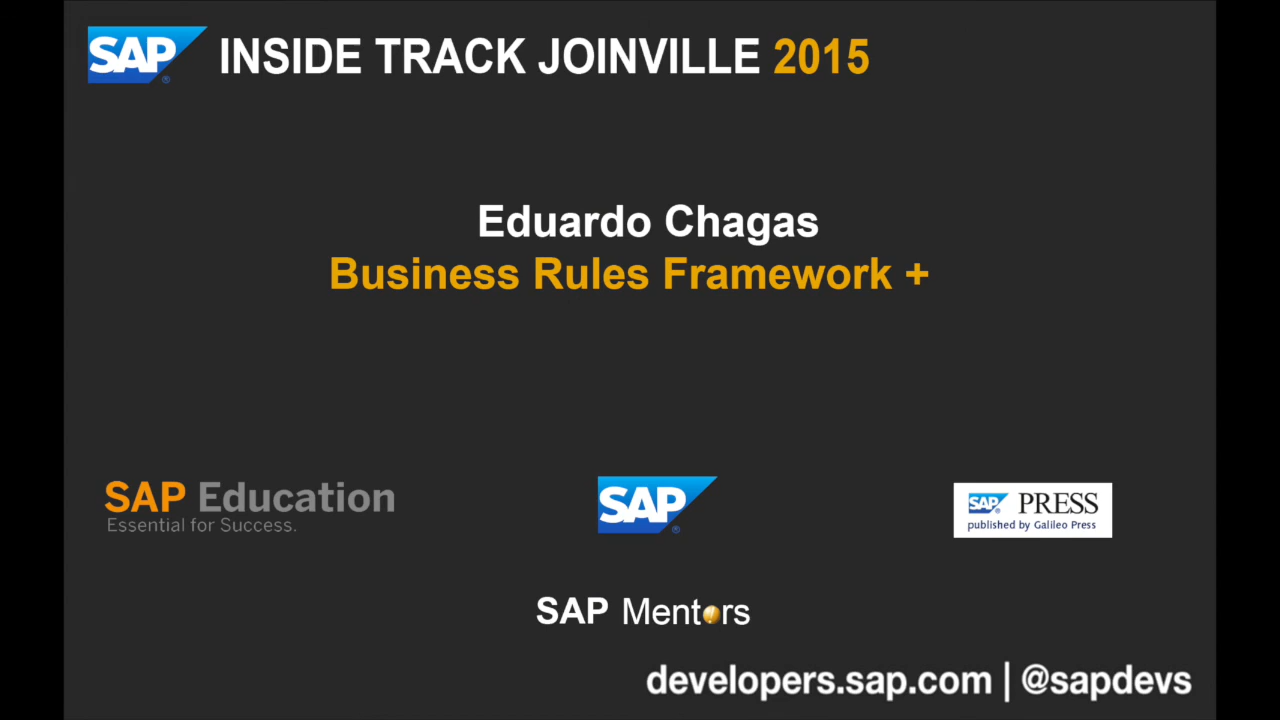 SAP INSIDE TRACK JOINVILLE 2015
Eduardo Chagas
Business Rules Framework +
SAP Education
Essential for Success.
SAP
SAP PRESS
published by Galileo Press
SAP Mentors
developers.sap.com | @sapdevs